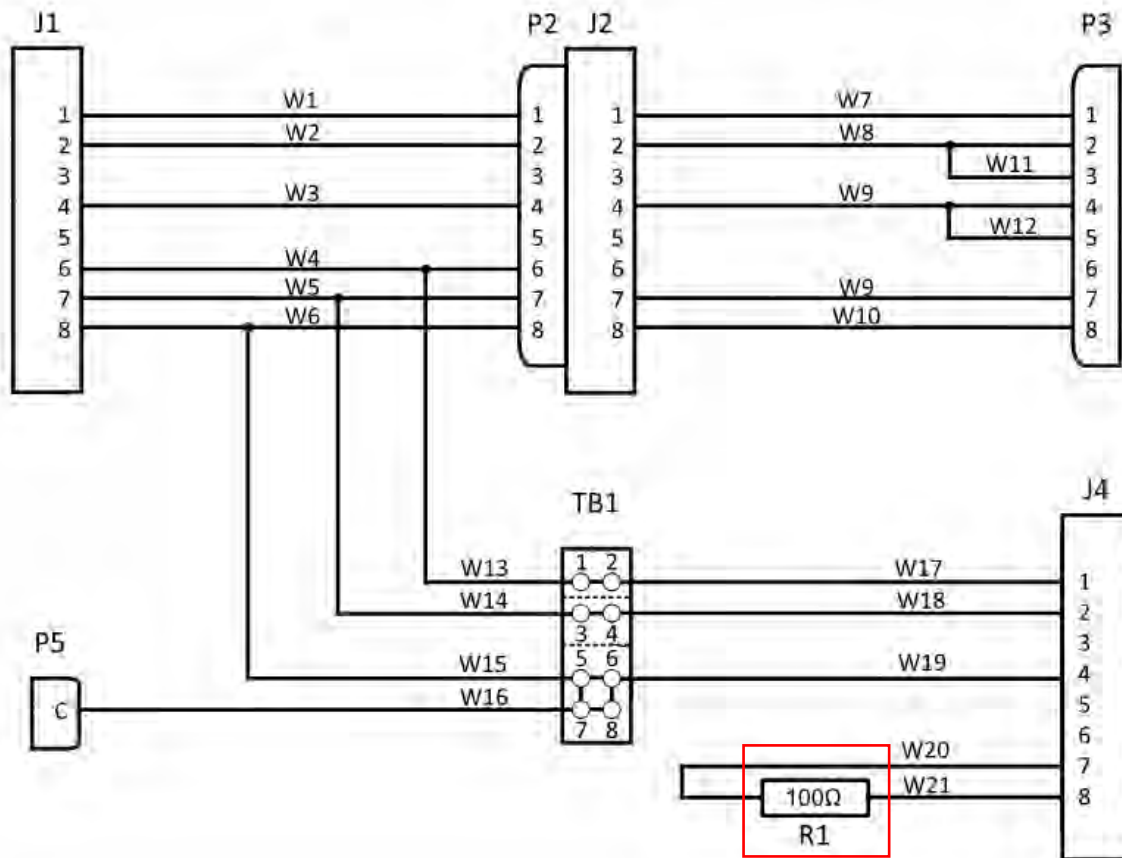 J1 P2 J2 P3
W1 W7
1 1 1 1
W2 W8
2 2 2 2
W11
3 3 3 3
W3 W9
4 4 4 4
W12
5 5 5 5
W4
6 6 6 6
W5 W9
7 7 7 7
W6 W10
8 8 8 8
TB1 J4
W13 1 2 W17 1
W14 W18 2
3 4 3
P5
W15 5 6 W19 4
C W16 5
7 8
6
W20 7
100Ω W21 8
R1